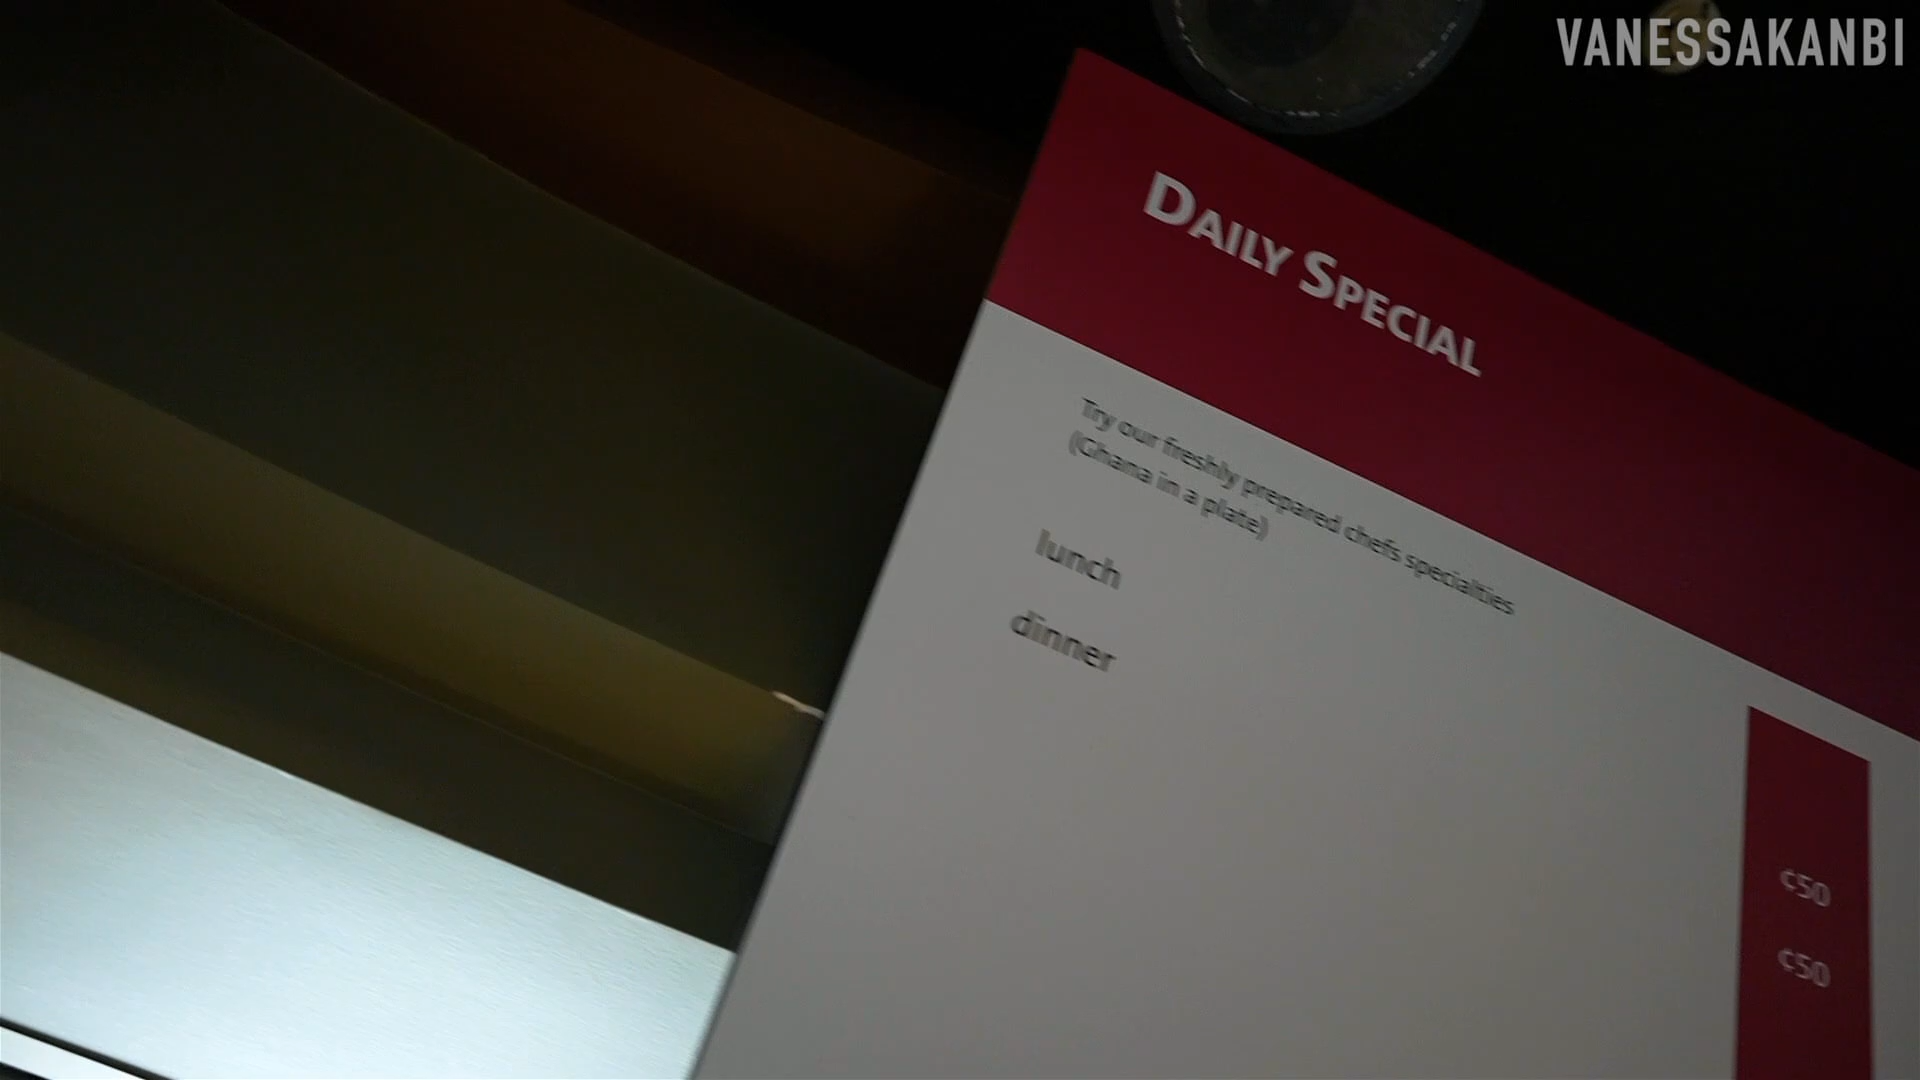 VANESSAKANBI
DAILY SPECIAL
Try our freshly prepared chefs specialties
(Ghana in a plate)
lunch
¢50
dinner
¢50